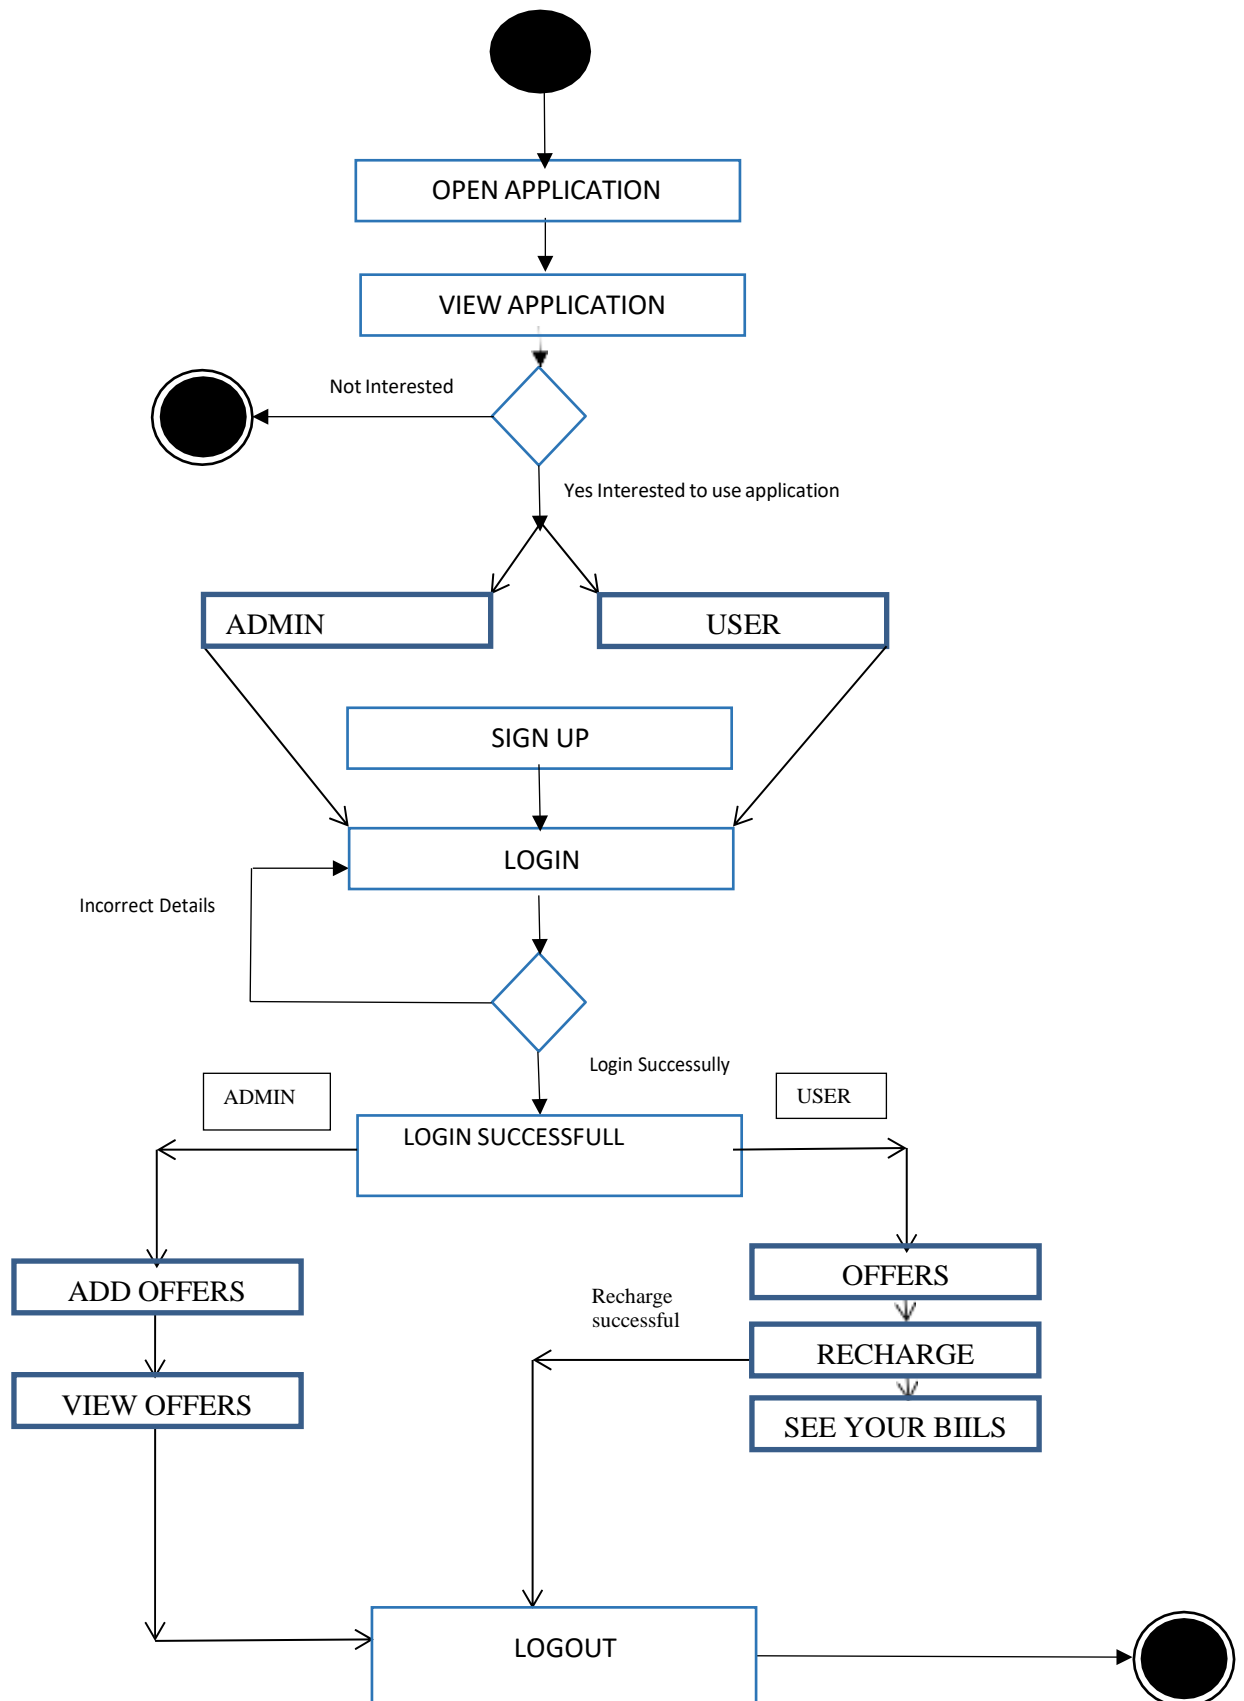 OPEN APPLICATION
VIEW APPLICATION
Not Interested
Yes Interested to use application
ADMIN
USER
SIGN UP
LOGIN
Incorrect Details
Login Successully
ADMIN
USER
LOGIN SUCCESSFULL
ADD OFFERS
OFFERS
Recharge
successful
RECHARGE
VIEW OFFERS
SEE YOUR BIILS
LOGOUT